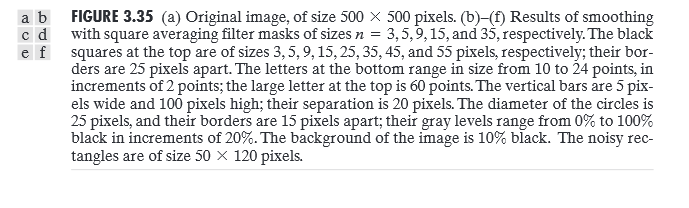 a b
c d
e f
FIGURE 3.35 (a) Original image, of size 500 × 500 pixels. (b)–(f) Results of smoothing
with square averaging filter masks of sizes n = 3, 5, 9, 15, and 35, respectively. The black
squares at the top are of sizes 3, 5, 9, 15, 25, 35, 45, and 55 pixels, respectively; their bor-
ders are 25 pixels apart. The letters at the bottom range in size from 10 to 24 points, in
increments of 2 points; the large letter at the top is 60 points. The vertical bars are 5 pix-
els wide and 100 pixels high; their separation is 20 pixels. The diameter of the circles is
25 pixels, and their borders are 15 pixels apart; their gray levels range from 0% to 100%
black in increments of 20%. The background of the image is 10% black. The noisy rec-
tangles are of size 50 × 120 pixels.